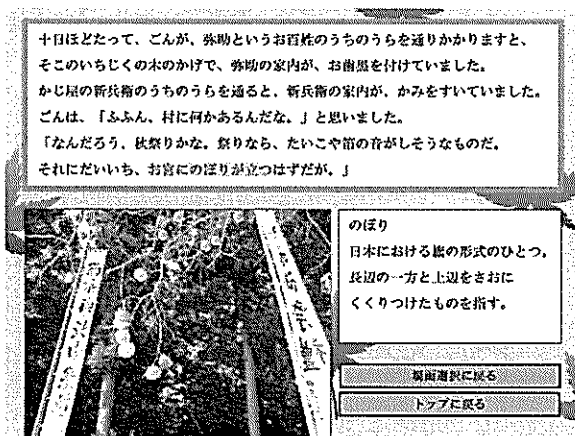 十日ほどたって、ごんが、弥助というお百姓のうちのうらを通りかかりますと、
そこのいちじくの木のかげで、弥助の家内が、お歯黒を付けていました。
かじ屋の新兵衛のうちのうらを通ると、新兵衛の家内が、かみをすいていました。
ごんは、「ふふん、村に何かあるんだな。」と思いました。
「なんだろう、秋祭りかな。祭りなら、たいこや笛の音がしそうなものだ。
それにだいいち、お宮にのぼりが立つはずだが。」
のぼり
日本における旗の形式のひとつ。
長辺の一方と上辺をさおに
くくりつけたものを指す。
場面選択に戻る
トップに戻る